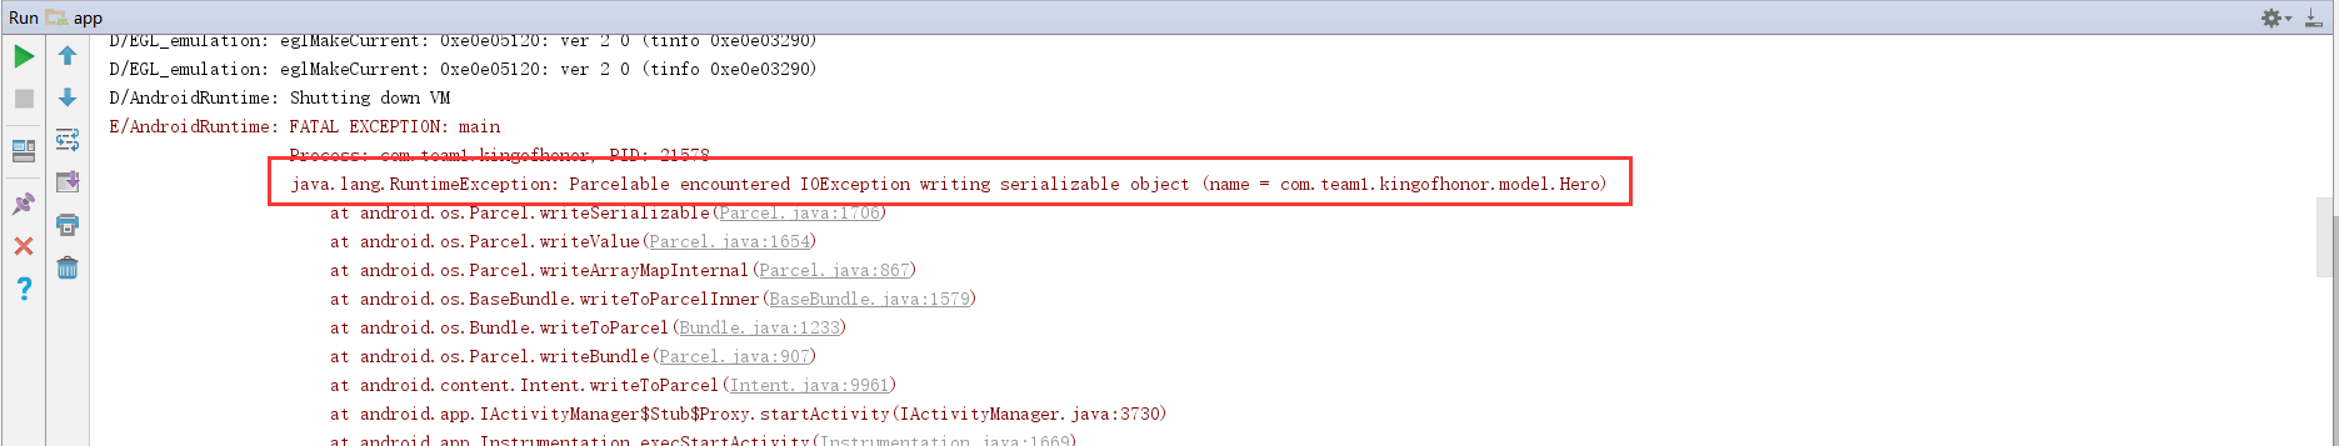 Run app
D/EGL_emulation: eglMakeCurrent: 0xe0e05120: ver 2 0 (tinfo 0xe0e03290)
D/EGL_emulation: eglMakeCurrent: 0xe0e05120: ver 2 0 (tinfo 0xe0e03290)
D/AndroidRuntime: Shutting down VM
E/AndroidRuntime: FATAL EXCEPTION: main
Process: com.team1.kingofhonor, PID: 21578
java.lang.RuntimeException: Parcelable encountered IOException writing serializable object (name = com.team1.kingofhonor.model.Hero)
at android.os.Parcel.writeSerializable(Parcel.java:1706)
at android.os.Parcel.writeValue(Parcel.java:1654)
at android.os.Parcel.writeArrayMapInternal(Parcel.java:867)
at android.os.BaseBundle.writeToParcelInner(BaseBundle.java:1579)
at android.os.Bundle.writeToParcel(Bundle.java:1233)
at android.os.Parcel.writeBundle(Parcel.java:907)
at android.content.Intent.writeToParcel(Intent.java:9961)
at android.app.IActivityManager$Stub$Proxy.startActivity(IActivityManager.java:3730)
at android.app.Instrumentation.execStartActivity(Instrumentation.java:1669)